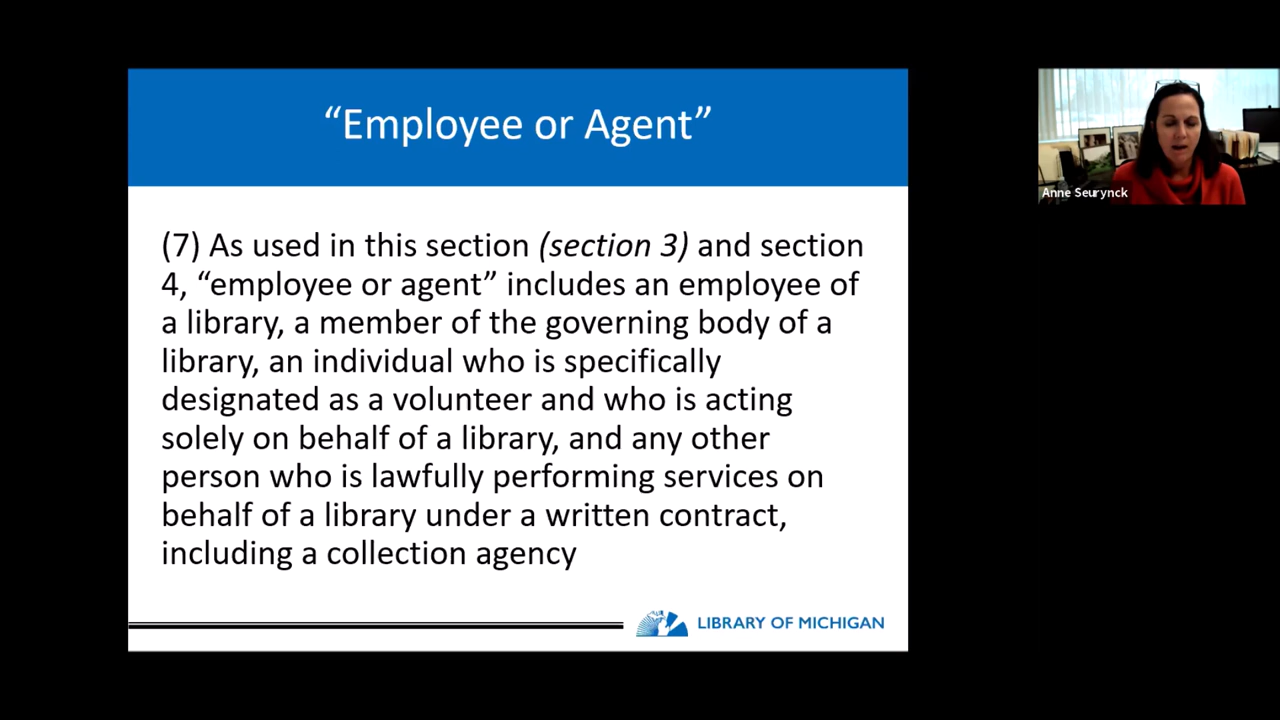 “Employee or Agent”
(7) As used in this section (section 3) and section
4, “employee or agent” includes an employee of
a library, a member of the governing body of a
library, an individual who is specifically
designated as a volunteer and who is acting
solely on behalf of a library, and any other
person who is lawfully performing services on
behalf of a library under a written contract,
including a collection agency
LIBRARY OF MICHIGAN
Anne Seurynck